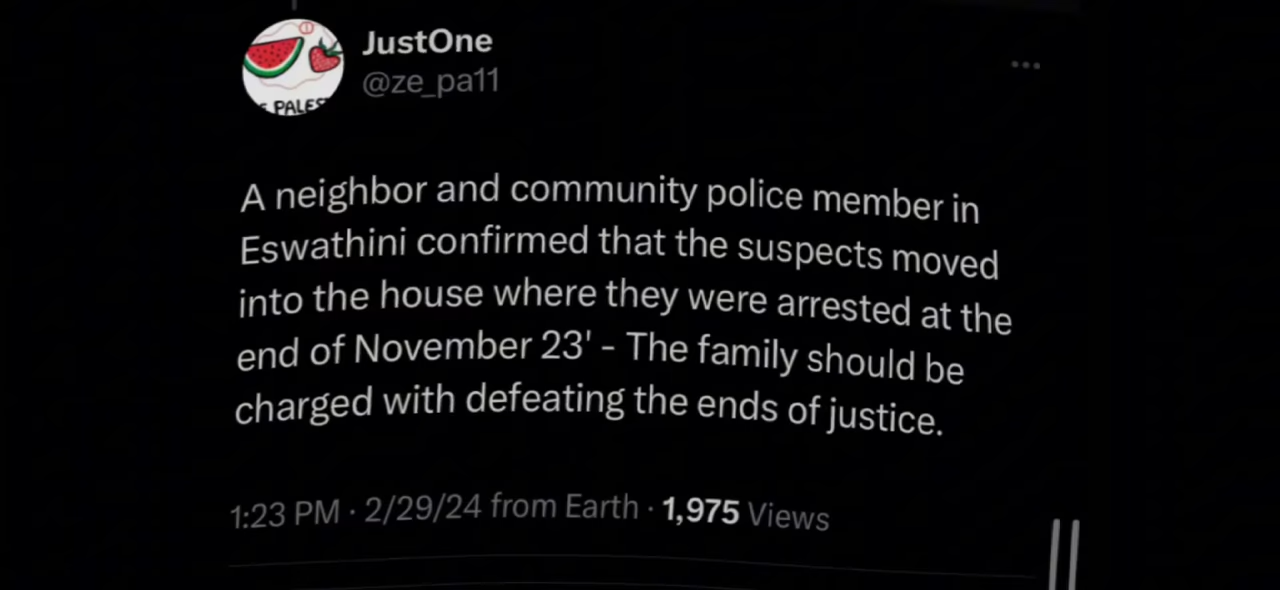 JustOne
@ze_pa11
PALES
A neighbor and community police member in
Eswathini confirmed that the suspects moved
into the house where they were arrested at the
end of November 23' - The family should be
charged with defeating the ends of justice.
1:23 PM · 2/29/24 from Earth · 1,975 Views